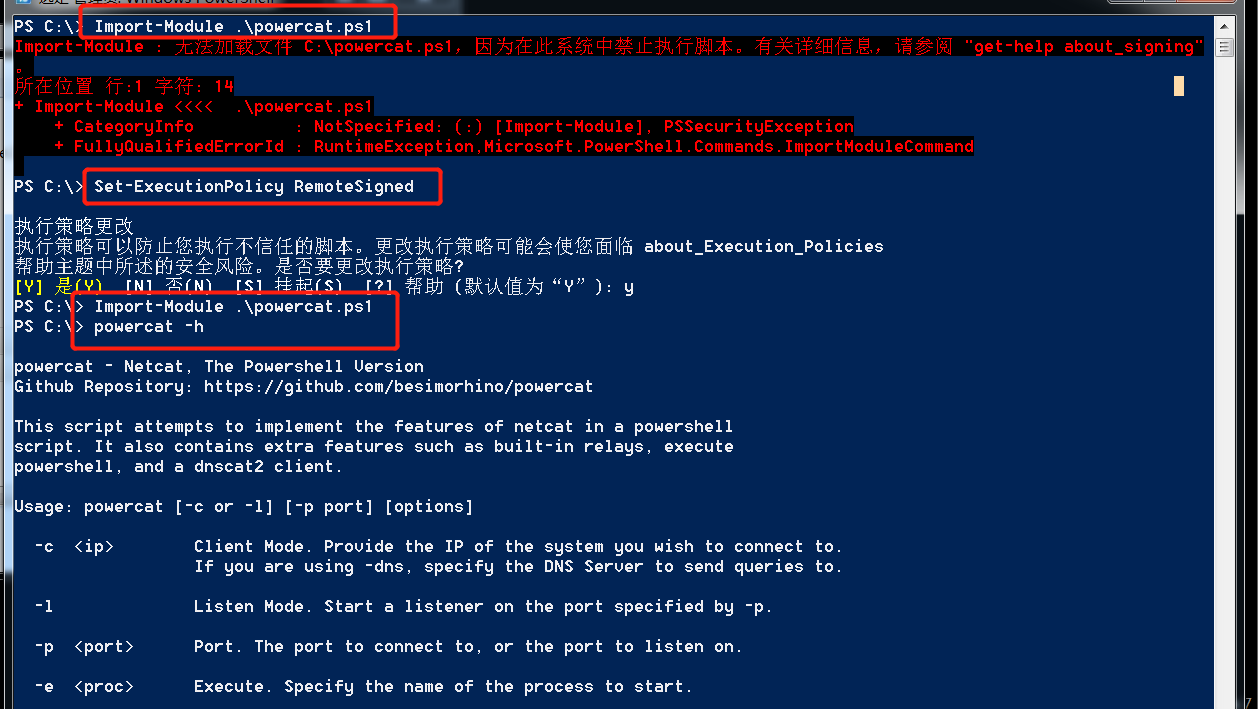 管理员: Windows PowerShell
PS C:\> Import-Module .\powercat.ps1
Import-Module : 无法加载文件 C:\powercat.ps1，因为在此系统中禁止执行脚本。有关详细信息，请参阅 "get-help about_signing"
。
所在位置 行:1 字符: 14
+ Import-Module <<<<  .\powercat.ps1
    + CategoryInfo          : NotSpecified: (:) [Import-Module], PSSecurityException
    + FullyQualifiedErrorId : RuntimeException,Microsoft.PowerShell.Commands.ImportModuleCommand
PS C:\> Set-ExecutionPolicy RemoteSigned
执行策略更改
执行策略可以防止您执行不信任的脚本。更改执行策略可能会使您面临 about_Execution_Policies
帮助主题中所述的安全风险。是否要更改执行策略?
[Y] 是(Y)  [N] 否(N)  [S] 挂起(S)  [?] 帮助 (默认值为“Y”): y
PS C:\> Import-Module .\powercat.ps1
PS C:\> powercat -h
powercat - Netcat, The Powershell Version
Github Repository: https://github.com/besimorhino/powercat
This script attempts to implement the features of netcat in a powershell
script. It also contains extra features such as built-in relays, execute
powershell, and a dnscat2 client.
Usage: powercat [-c or -l] [-p port] [options]
  -c  <ip>        Client Mode. Provide the IP of the system you wish to connect to.
                  If you are using -dns, specify the DNS Server to send queries to.
  -l              Listen Mode. Start a listener on the port specified by -p.
  -p  <port>      Port. The port to connect to, or the port to listen on.
  -e  <proc>      Execute. Specify the name of the process to start.